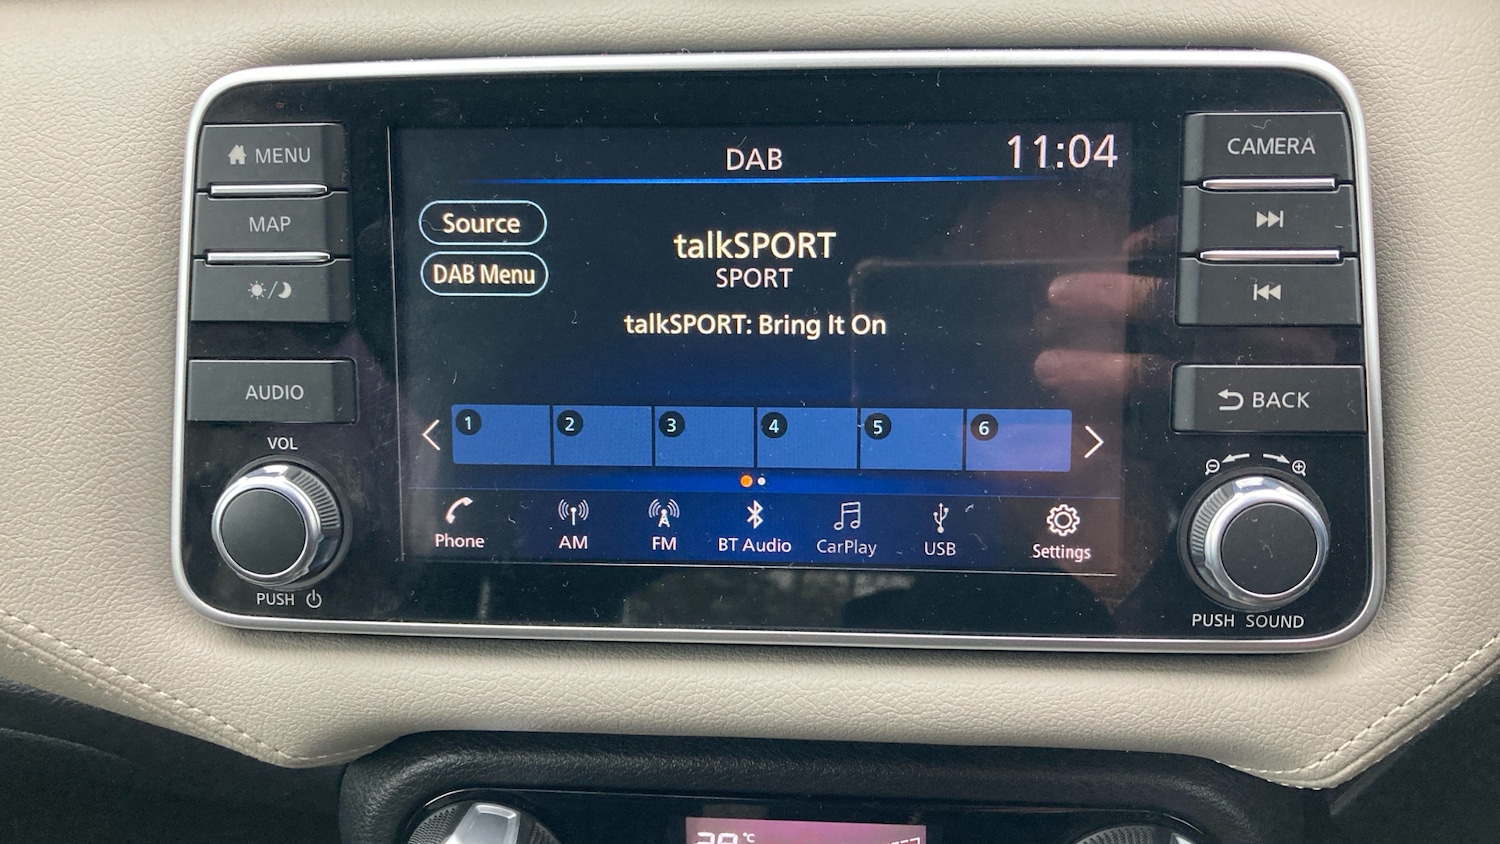 MENU
MAP
AUDIO
VOL
PUSH
DAB
11:04
Source
DAB Menu
talkSPORT
SPORT
talkSPORT: Bring It On
1 2 3 4 5 6
Phone AM FM BT Audio CarPlay USB Settings
CAMERA
BACK
PUSH SOUND
°C